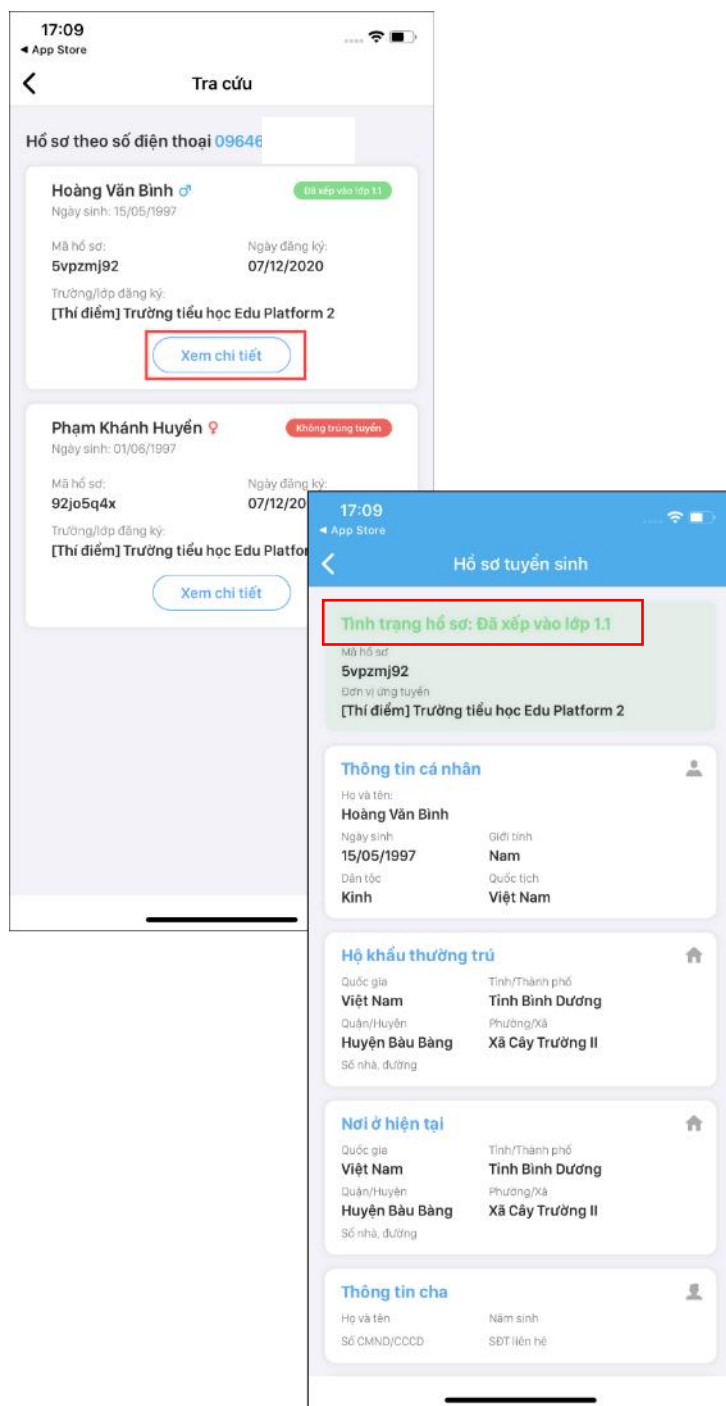 17:09
App Store
Tra cứu
Hồ sơ theo số điện thoại 09646
Hoàng Văn Bình
Đã xếp vào lớp 1.1
Ngày sinh: 15/05/1997
Mã hồ sơ:
Ngày đăng ký:
5vpzmj92
07/12/2020
Trường/lớp đăng ký:
[Thí điểm] Trường tiểu học Edu Platform 2
Xem chi tiết
Phạm Khánh Huyền
Không trúng tuyển
Ngày sinh: 01/06/1997
Mã hồ sơ:
Ngày đăng ký:
92jo5q4x
07/12/20
Trường/lớp đăng ký:
[Thí điểm] Trường tiểu học Edu Platfor
Xem chi tiết
17:09
App Store
Hồ sơ tuyển sinh
Tình trạng hồ sơ: Đã xếp vào lớp 1.1
Mã hồ sơ
5vpzmj92
Đơn vị ứng tuyển
[Thí điểm] Trường tiểu học Edu Platform 2
Thông tin cá nhân
Họ và tên:
Hoàng Văn Bình
Ngày sinh
Giới tính
15/05/1997
Nam
Dân tộc
Quốc tịch
Kinh
Việt Nam
Hộ khẩu thường trú
Quốc gia
Tỉnh/Thành phố
Việt Nam
Tỉnh Bình Dương
Quận/Huyện
Phường/Xã
Huyện Bàu Bàng
Xã Cây Trường II
Số nhà, đường
Nơi ở hiện tại
Quốc gia
Tỉnh/Thành phố
Việt Nam
Tỉnh Bình Dương
Quận/Huyện
Phường/Xã
Huyện Bàu Bàng
Xã Cây Trường II
Số nhà, đường
Thông tin cha
Họ và tên
Năm sinh
Số CMND/CCCD
SĐT liên hệ